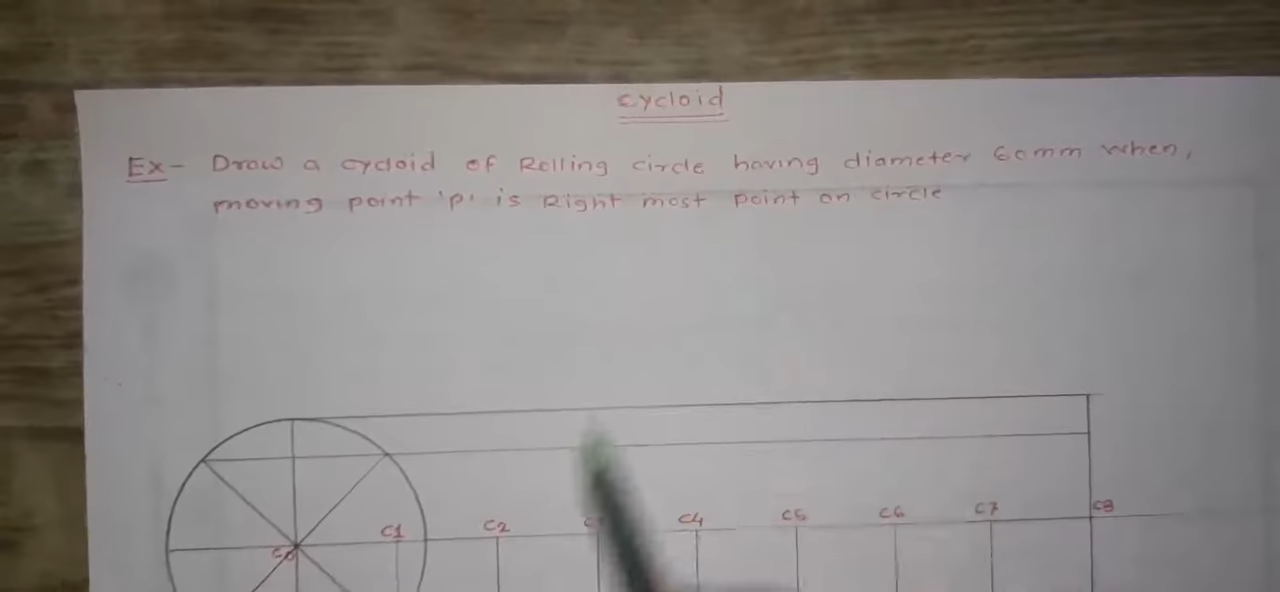 Cycloid
Ex- Draw a cycloid of Rolling circle having diameter 60mm when,
moving point 'P' is Right most point on circle
C8
C7
C6
C5
C4
C2
C1
C0